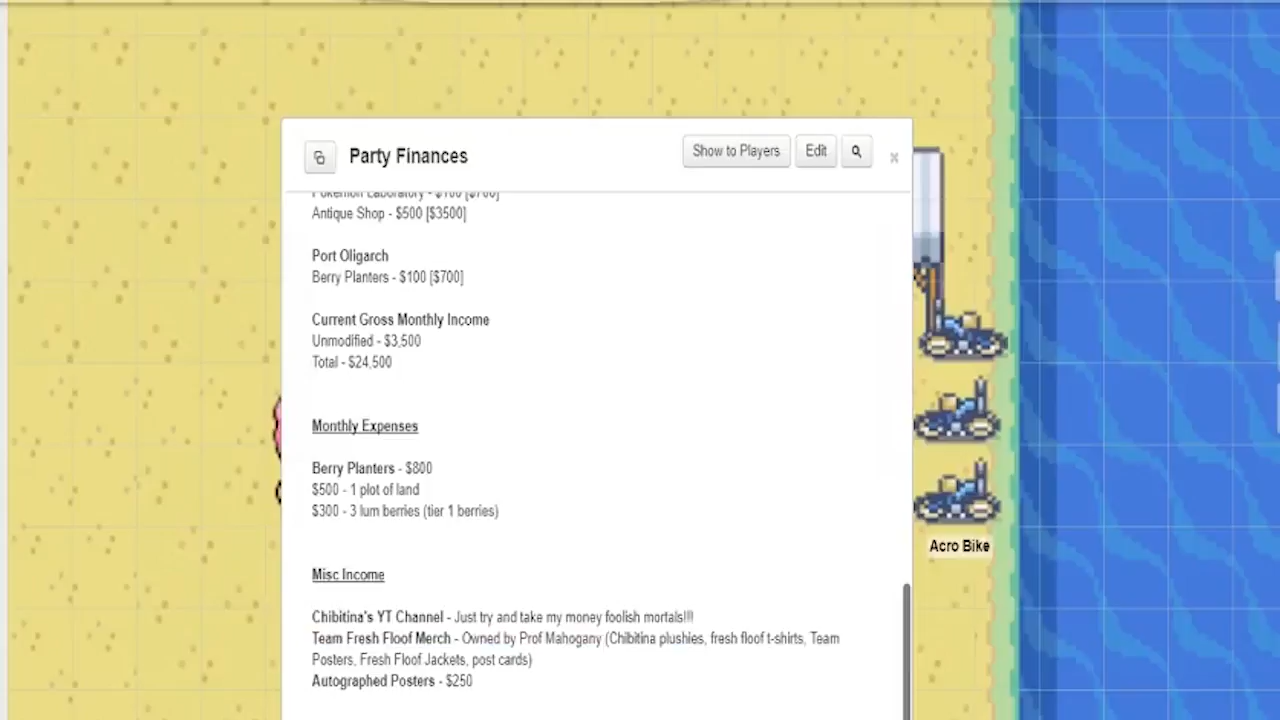 Party Finances
Show to Players
Edit
Pokemon Laboratory - $100 [$700]
Antique Shop - $500 [$3500]
Port Oligarch
Berry Planters - $100 [$700]
Current Gross Monthly Income
Unmodified - $3,500
Total - $24,500
Monthly Expenses
Berry Planters - $800
$500 - 1 plot of land
$300 - 3 lum berries (tier 1 berries)
Misc Income
Chibitina's YT Channel - Just try and take my money foolish mortals!!!
Team Fresh Floof Merch - Owned by Prof Mahogany (Chibitina plushies, fresh floof t-shirts, Team
Posters, Fresh Floof Jackets, post cards)
Autographed Posters - $250
Acro Bike